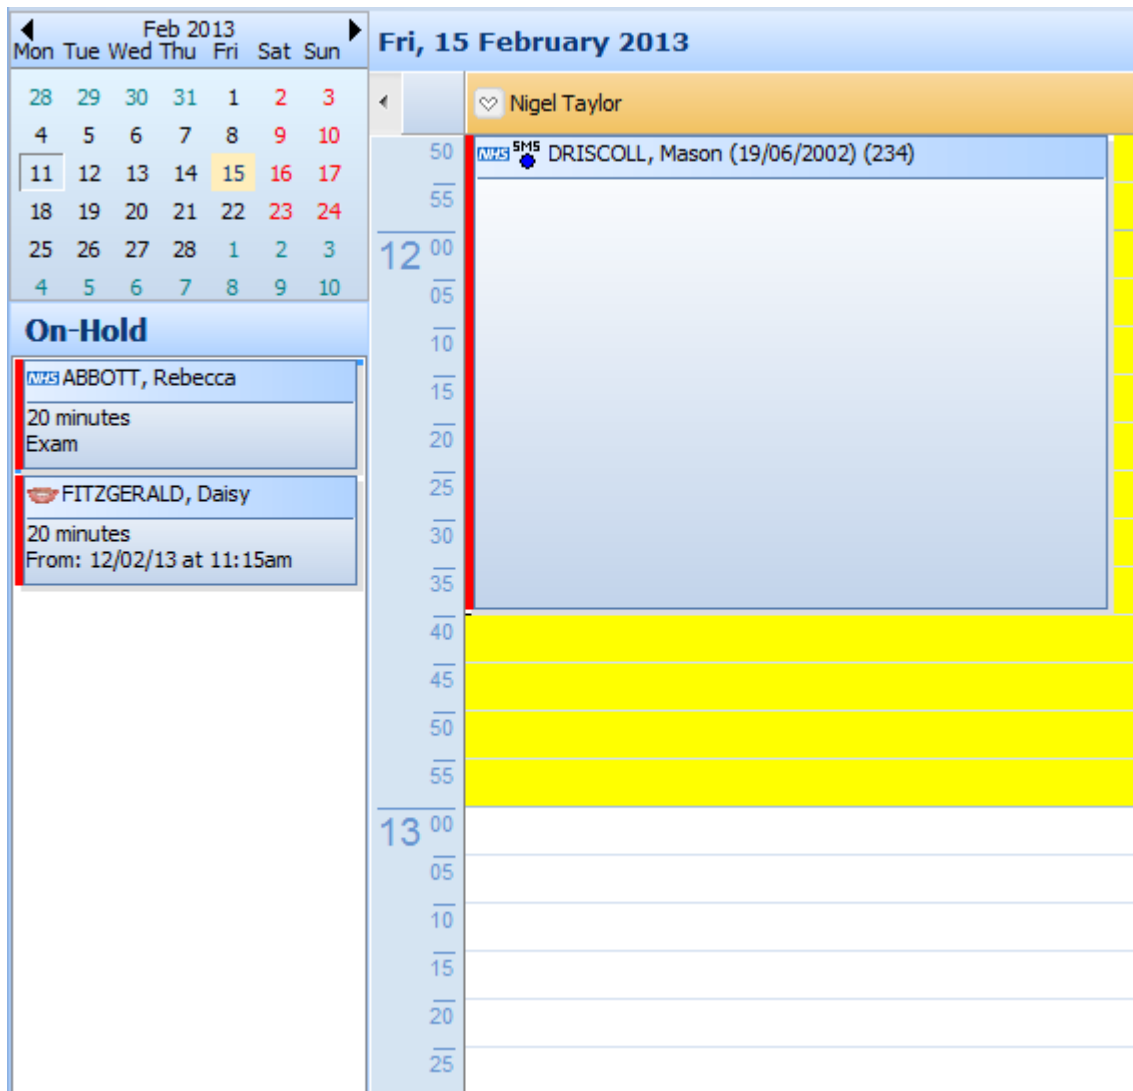 Feb 2013
Mon Tue Wed Thu Fri Sat Sun
28 29 30 31 1 2 3
4 5 6 7 8 9 10
11 12 13 14 15 16 17
18 19 20 21 22 23 24
25 26 27 28 1 2 3
4 5 6 7 8 9 10
On-Hold
NHS ABBOTT, Rebecca
20 minutes
Exam
FITZGERALD, Daisy
20 minutes
From: 12/02/13 at 11:15am
Fri, 15 February 2013
Nigel Taylor
50
NHS SMS DRISCOLL, Mason (19/06/2002) (234)
55
12 00
05
10
15
20
25
30
35
40
45
50
55
13 00
05
10
15
20
25